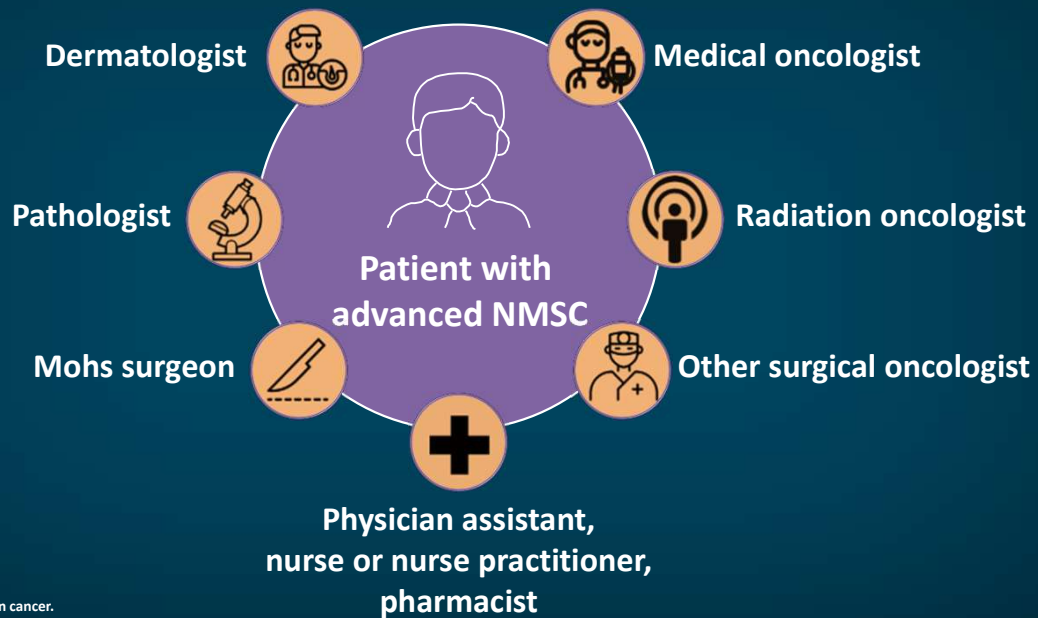 Dermatologist
Medical oncologist
Pathologist
Radiation oncologist
Patient with
advanced NMSC
Mohs surgeon
Other surgical oncologist
Physician assistant,
nurse or nurse practitioner,
pharmacist
cancer.